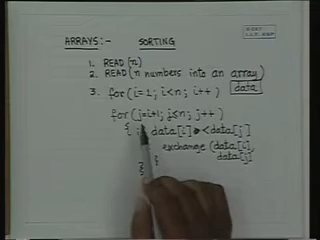 ARRAYS:- SORTING
1. READ(n)
2. READ(n numbers into an array)
3. for(i=1; i<n; i++) data
for(j=i+1; j≤n; j++)
{ data[i] < data[j]
exchange (data[i],
data[j]
}
}